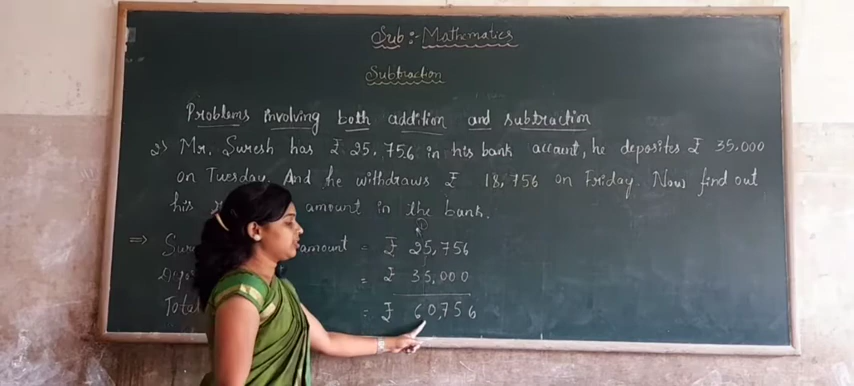 Sub :- Mathematics
Subtraction
Problems involving both addition and subtraction
2) Mr. Suresh has ₹ 25,756 in his bank account, he deposites ₹ 35,000
on Tuesday. And he withdraws ₹ 18,756 on Friday. Now find out
his amount in the bank.
1
⇒ amount = ₹ 25,756
= ₹ 35,000
Total = ₹ 60,756